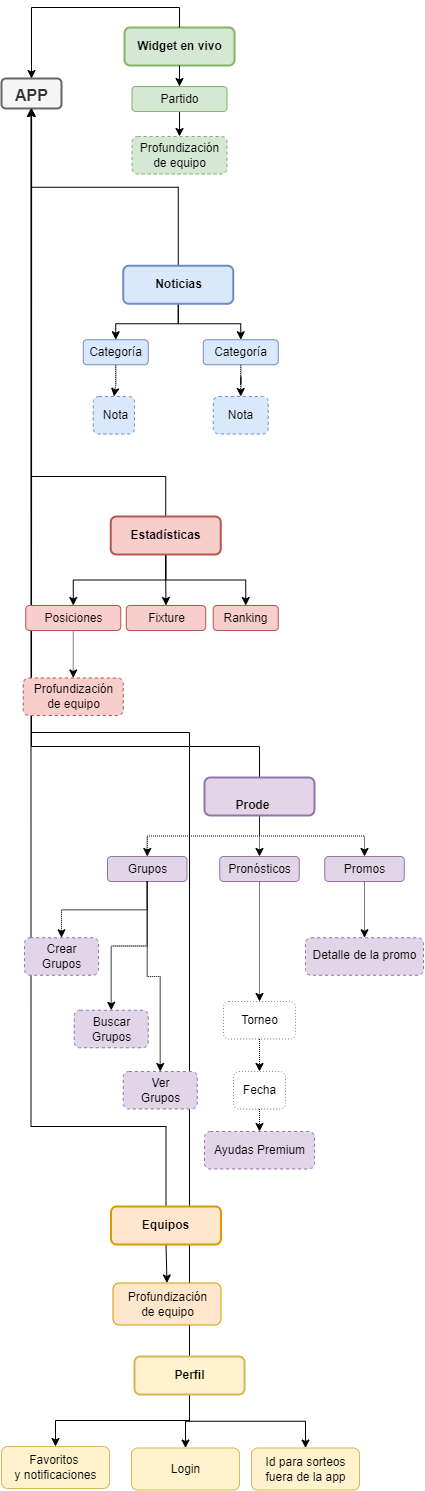 Widget en vivo
APP
Partido
Profundización
de equipo
Noticias
Categoría
Categoría
Nota
Nota
Estadísticas
Posiciones
Fixture
Ranking
Profundización
de equipo
Prode
Grupos
Pronósticos
Promos
Crear
Grupos
Detalle de la promo
Buscar
Grupos
Torneo
Ver
Grupos
Fecha
Ayudas Premium
Equipos
Profundización
de equipo
Perfil
Favoritos
y notificaciones
Login
Id para sorteos
fuera de la app